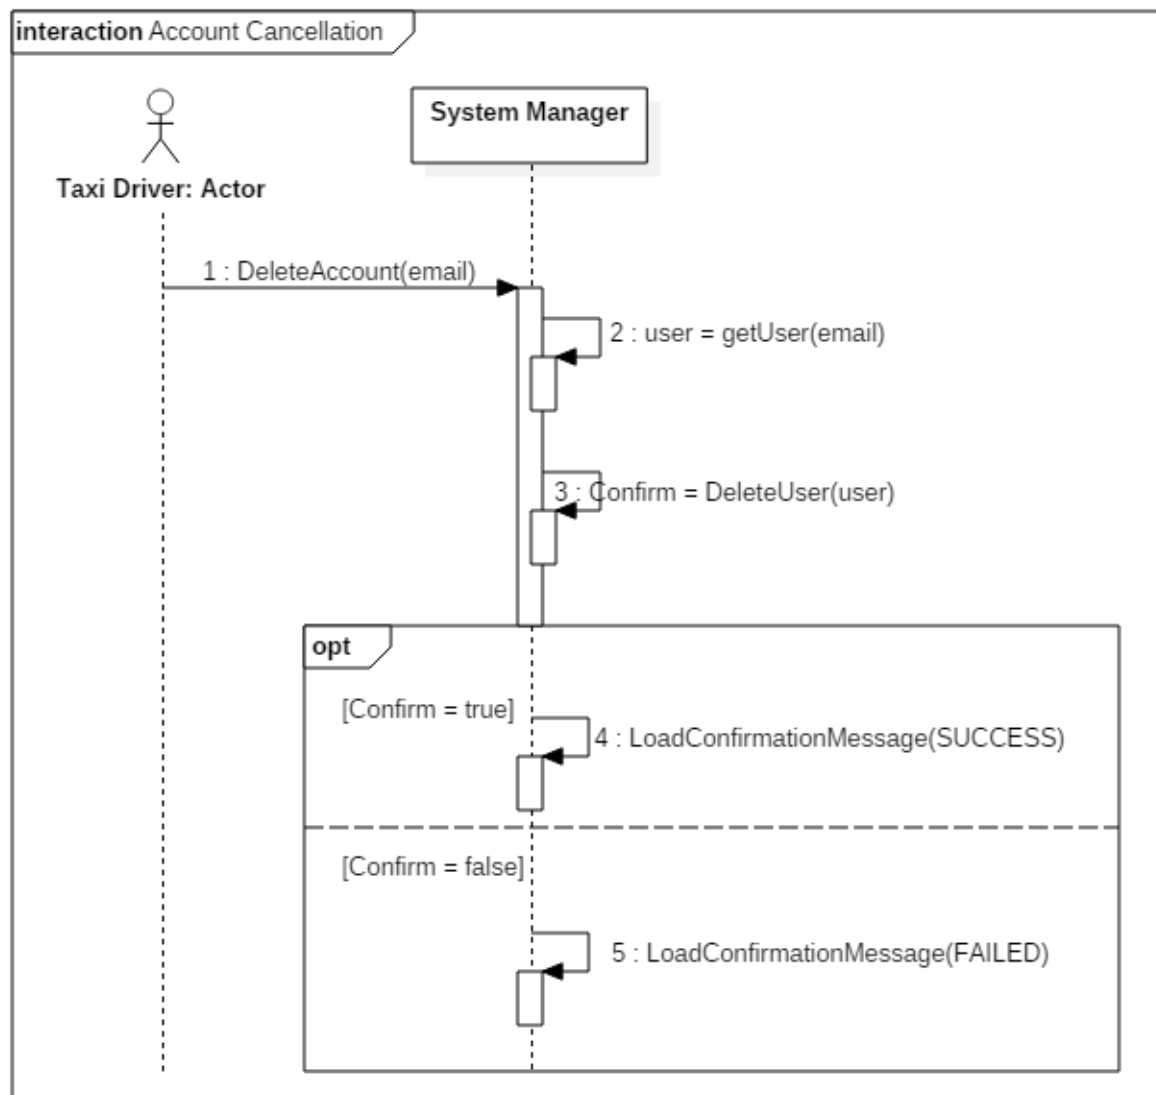 interaction Account Cancellation
System Manager
Taxi Driver: Actor
1 : DeleteAccount(email)
2 : user = getUser(email)
3 : Confirm = DeleteUser(user)
opt
[Confirm = true]
4 : LoadConfirmationMessage(SUCCESS)
[Confirm = false]
5 : LoadConfirmationMessage(FAILED)